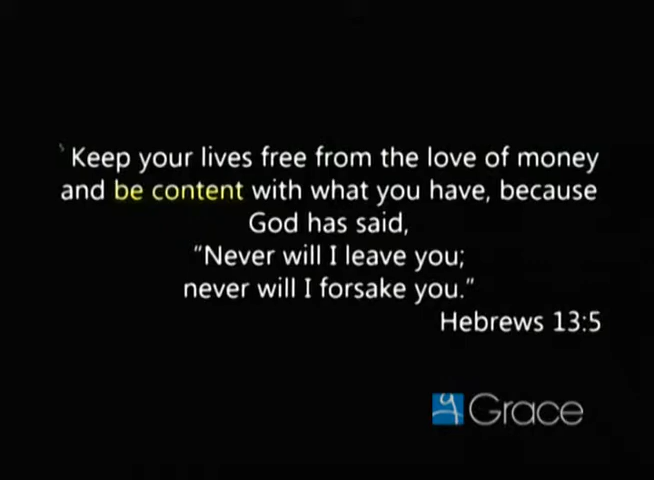 ⁵ Keep your lives free from the love of money
and be content with what you have, because
God has said,
“Never will I leave you;
never will I forsake you.”
Hebrews 13:5
Grace